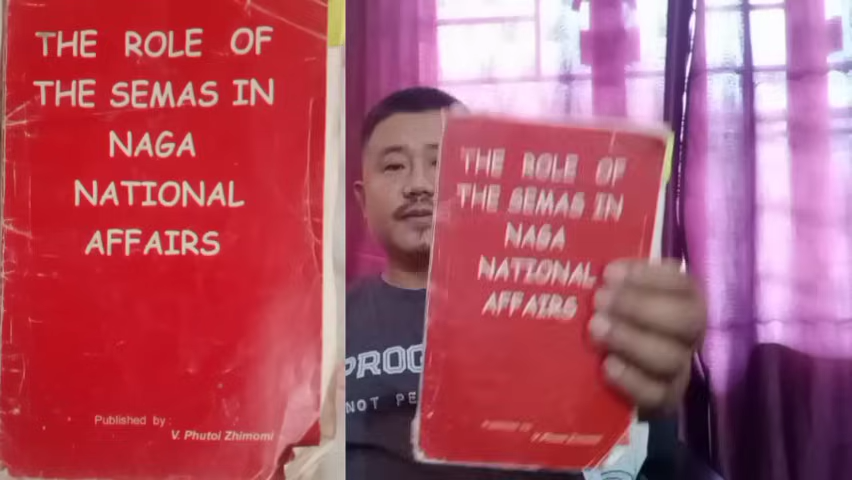 THE ROLE OF
THE SEMAS IN
NAGA
NATIONAL
AFFAIRS
Published by :
V. Phutoi Zhimomi
THE ROLE OF
THE SEMAS IN
NAGA
NATIONAL
AFFAIRS
PROG
NOT PE